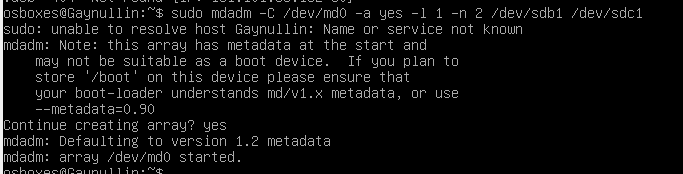 osboxes@Gaynullin:~$ sudo mdadm -C /dev/md0 -a yes -l 1 -n 2 /dev/sdb1 /dev/sdc1
sudo: unable to resolve host Gaynullin: Name or service not known
mdadm: Note: this array has metadata at the start and
    may not be suitable as a boot device.  If you plan to
    store '/boot' on this device please ensure that
    your boot-loader understands md/v1.x metadata, or use
    --metadata=0.90
Continue creating array? yes
mdadm: Defaulting to version 1.2 metadata
mdadm: array /dev/md0 started.
osboxes@Gaynullin:~$